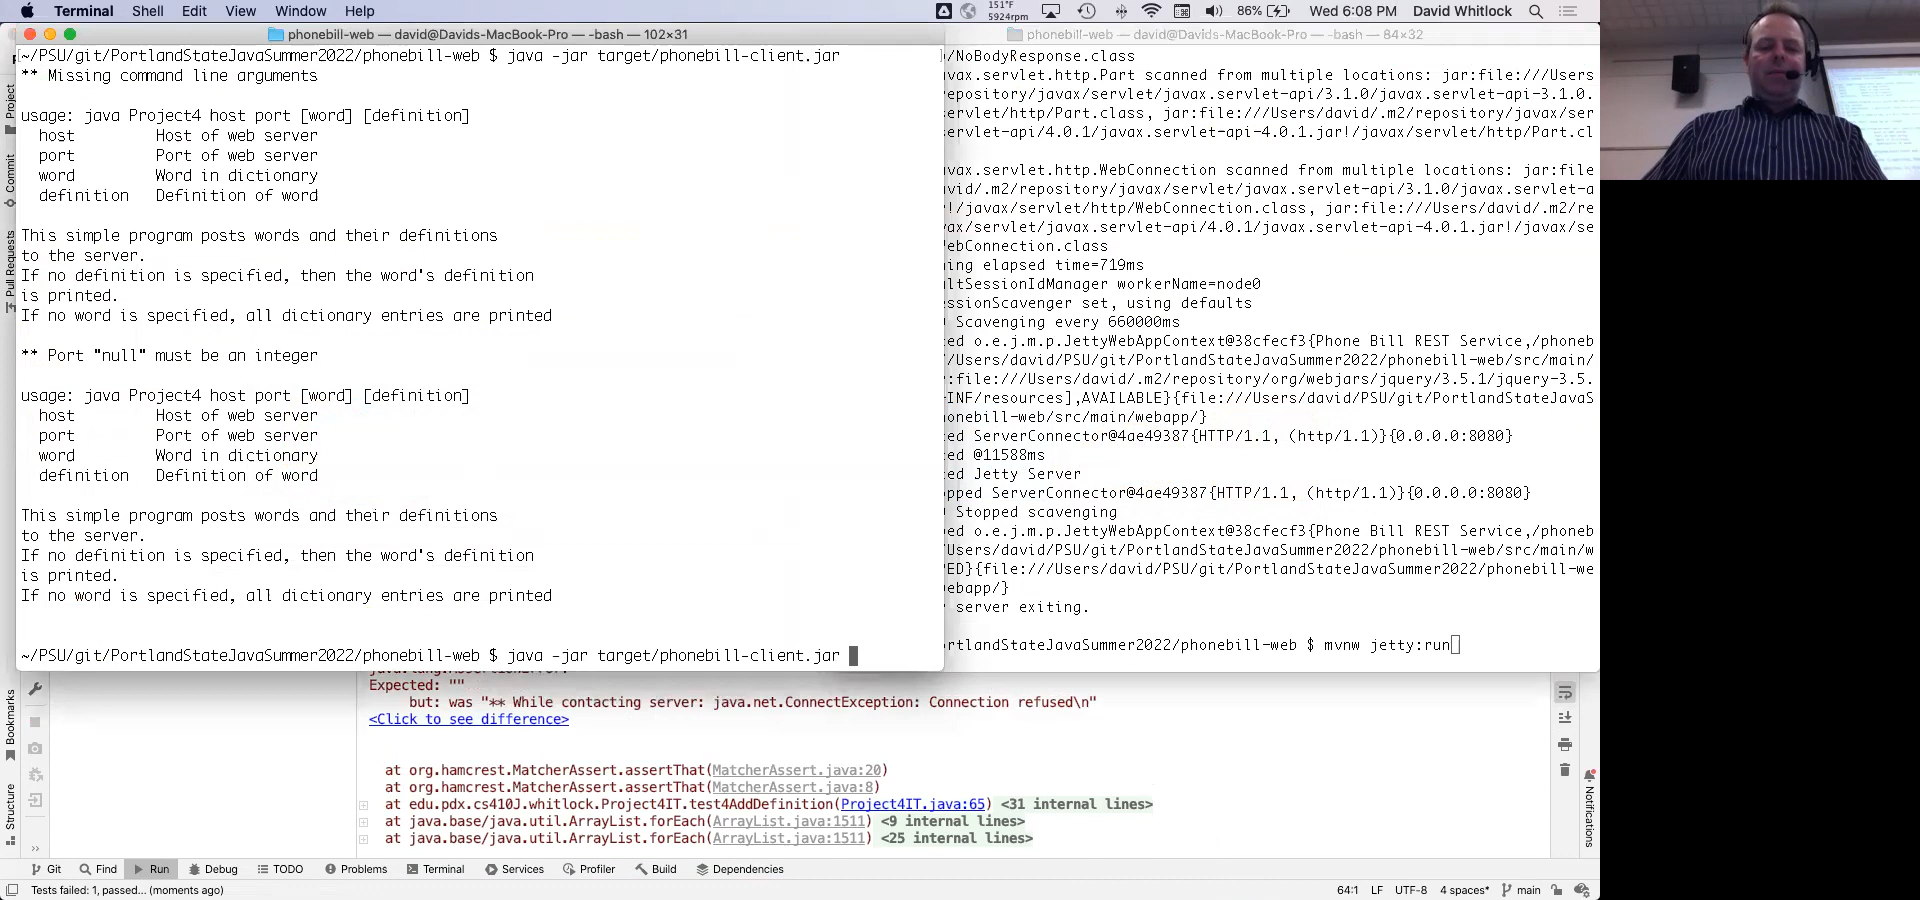 Terminal Shell Edit View Window Help 151°F 5924rpm 86% Wed 6:08 PM David Whitlock
phonebill-web — david@Davids-MacBook-Pro — -bash — 102×31
~/PSU/git/PortlandStateJavaSummer2022/phonebill-web $ java -jar target/phonebill-client.jar
** Missing command line arguments
usage: java Project4 host port [word] [definition]
host Host of web server
port Port of web server
word Word in dictionary
definition Definition of word
This simple program posts words and their definitions
to the server.
If no definition is specified, then the word's definition
is printed.
If no word is specified, all dictionary entries are printed
** Port "null" must be an integer
usage: java Project4 host port [word] [definition]
host Host of web server
port Port of web server
word Word in dictionary
definition Definition of word
This simple program posts words and their definitions
to the server.
If no definition is specified, then the word's definition
is printed.
If no word is specified, all dictionary entries are printed
~/PSU/git/PortlandStateJavaSummer2022/phonebill-web $ java -jar target/phonebill-client.jar
phonebill-web — david@Davids-MacBook-Pro — -bash — 84×32
/NoBodyResponse.class
avax.servlet.http.Part scanned from multiple locations: jar:file:///Users
epository/javax/servlet/javax.servlet-api/3.1.0/javax.servlet-api-3.1.0.
ervlet/http/Part.class, jar:file:///Users/david/.m2/repository/javax/ser
ervlet-api/4.0.1/javax.servlet-api-4.0.1.jar!/javax/servlet/http/Part.cl
avax.servlet.http.WebConnection scanned from multiple locations: jar:file
avid/.m2/repository/javax/servlet/javax.servlet-api/3.1.0/javax.servlet-a
!/javax/servlet/http/WebConnection.class, jar:file:///Users/david/.m2/re
vax/servlet/javax.servlet-api/4.0.1/javax.servlet-api-4.0.1.jar!/javax/se
WebConnection.class
ning elapsed time=719ms
ultSessionIdManager workerName=node0
essionScavenger set, using defaults
Scavenging every 660000ms
ted o.e.j.m.p.JettyWebAppContext@38cfecf3{Phone Bill REST Service,/phoneb
/Users/david/PSU/git/PortlandStateJavaSummer2022/phonebill-web/src/main/
r:file:///Users/david/.m2/repository/org/webjars/jquery/3.5.1/jquery-3.5.
-INF/resources],AVAILABLE}{file:///Users/david/PSU/git/PortlandStateJavaS
onebill-web/src/main/webapp/}
ted ServerConnector@4ae49387{HTTP/1.1, (http/1.1)}{0.0.0.0:8080}
ted @11588ms
ted Jetty Server
opped ServerConnector@4ae49387{HTTP/1.1, (http/1.1)}{0.0.0.0:8080}
Stopped scavenging
ped o.e.j.m.p.JettyWebAppContext@38cfecf3{Phone Bill REST Service,/phoneb
/Users/david/PSU/git/PortlandStateJavaSummer2022/phonebill-web/src/main/w
PED}{file:///Users/david/PSU/git/PortlandStateJavaSummer2022/phonebill-we
webapp/}
server exiting.
ortlandStateJavaSummer2022/phonebill-web $ mvnw jetty:run
Project
Commit
Pull Requests
Bookmarks
Structure
Notifications
Expected: ""
but: was "** While contacting server: java.net.ConnectException: Connection refused\n"
<Click to see difference>
at org.hamcrest.MatcherAssert.assertThat(MatcherAssert.java:20)
at org.hamcrest.MatcherAssert.assertThat(MatcherAssert.java:8)
at edu.pdx.cs410J.whitlock.Project4IT.test4AddDefinition(Project4IT.java:65) <31 internal lines>
at java.base/java.util.ArrayList.forEach(ArrayList.java:1511) <9 internal lines>
at java.base/java.util.ArrayList.forEach(ArrayList.java:1511) <25 internal lines>
Git Find Run Debug TODO Problems Terminal Services Profiler Build Dependencies
Tests failed: 1, passed... (moments ago) 64:1 LF UTF-8 4 spaces* main